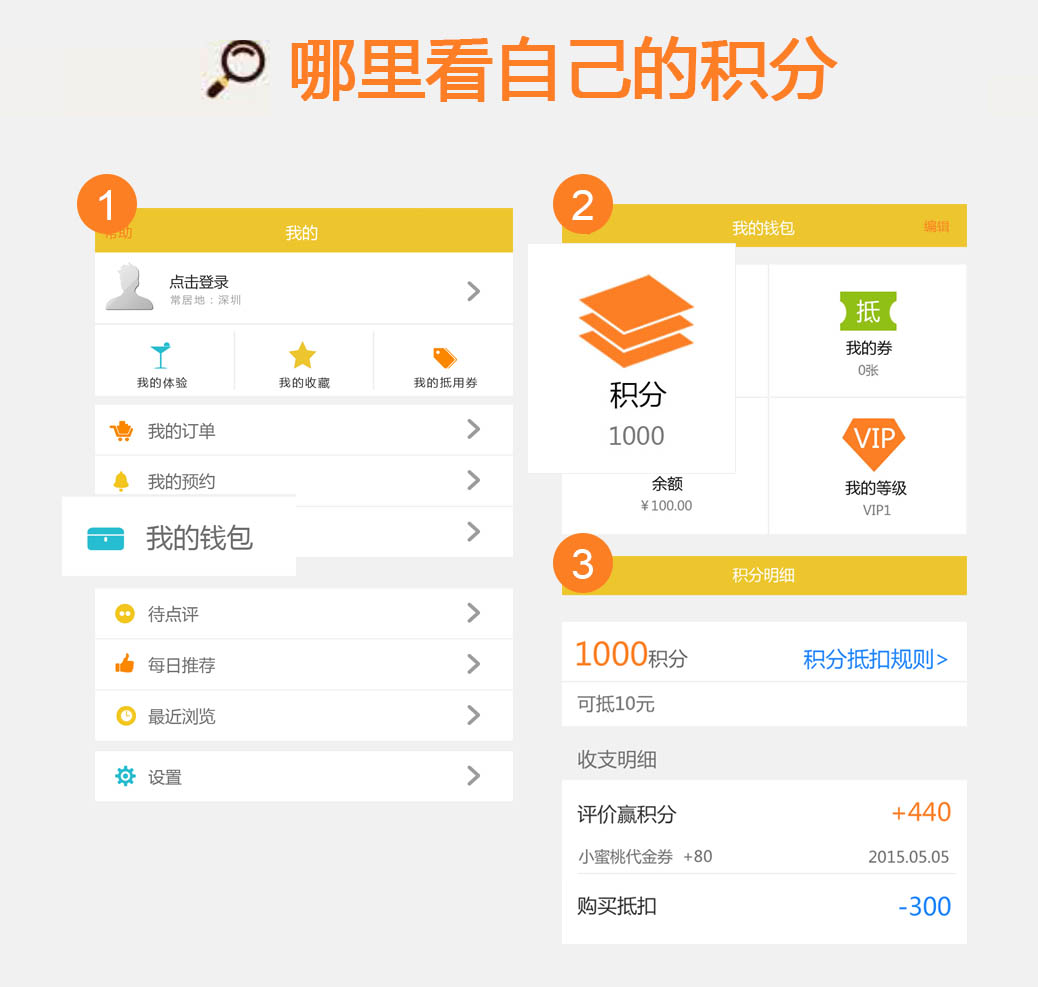 哪里看自己的积分
1
帮助
我的
点击登录
常居地：深圳
我的体验
我的收藏
我的抵用券
我的订单
我的预约
我的钱包
待点评
每日推荐
最近浏览
设置
2
我的钱包
编辑
积分
1000
抵
我的券
0张
余额
￥100.00
VIP
我的等级
VIP1
3
积分明细
1000积分
积分抵扣规则>
可抵10元
收支明细
评价赢积分
+440
小蜜桃代金券 +80
2015.05.05
购买抵扣
-300